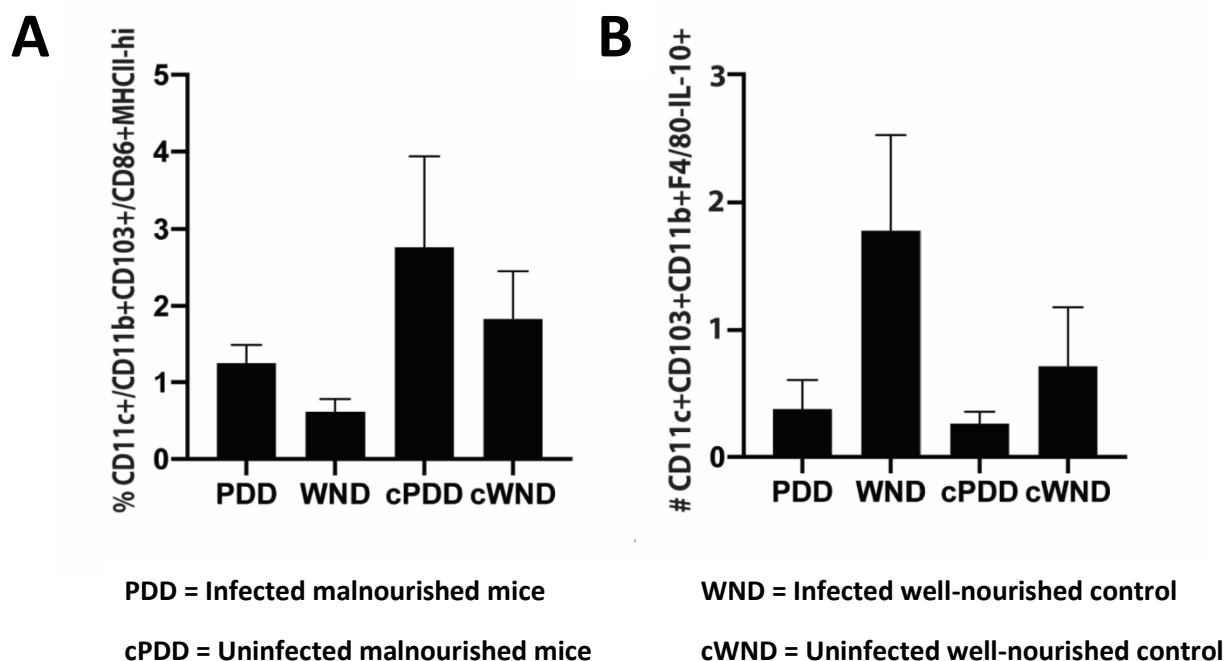 A
% CD11c+/CD11b+CD103+/CD86+MHCII-hi
5
4
3
2
1
0
PDD WND cPDD cWND
B
# CD11c+CD103+CD11b+F4/80-IL-10+
3
2
1
0
PDD WND cPDD cWND
PDD = Infected malnourished mice
WND = Infected well-nourished control
cPDD = Uninfected malnourished mice
cWND = Uninfected well-nourished control